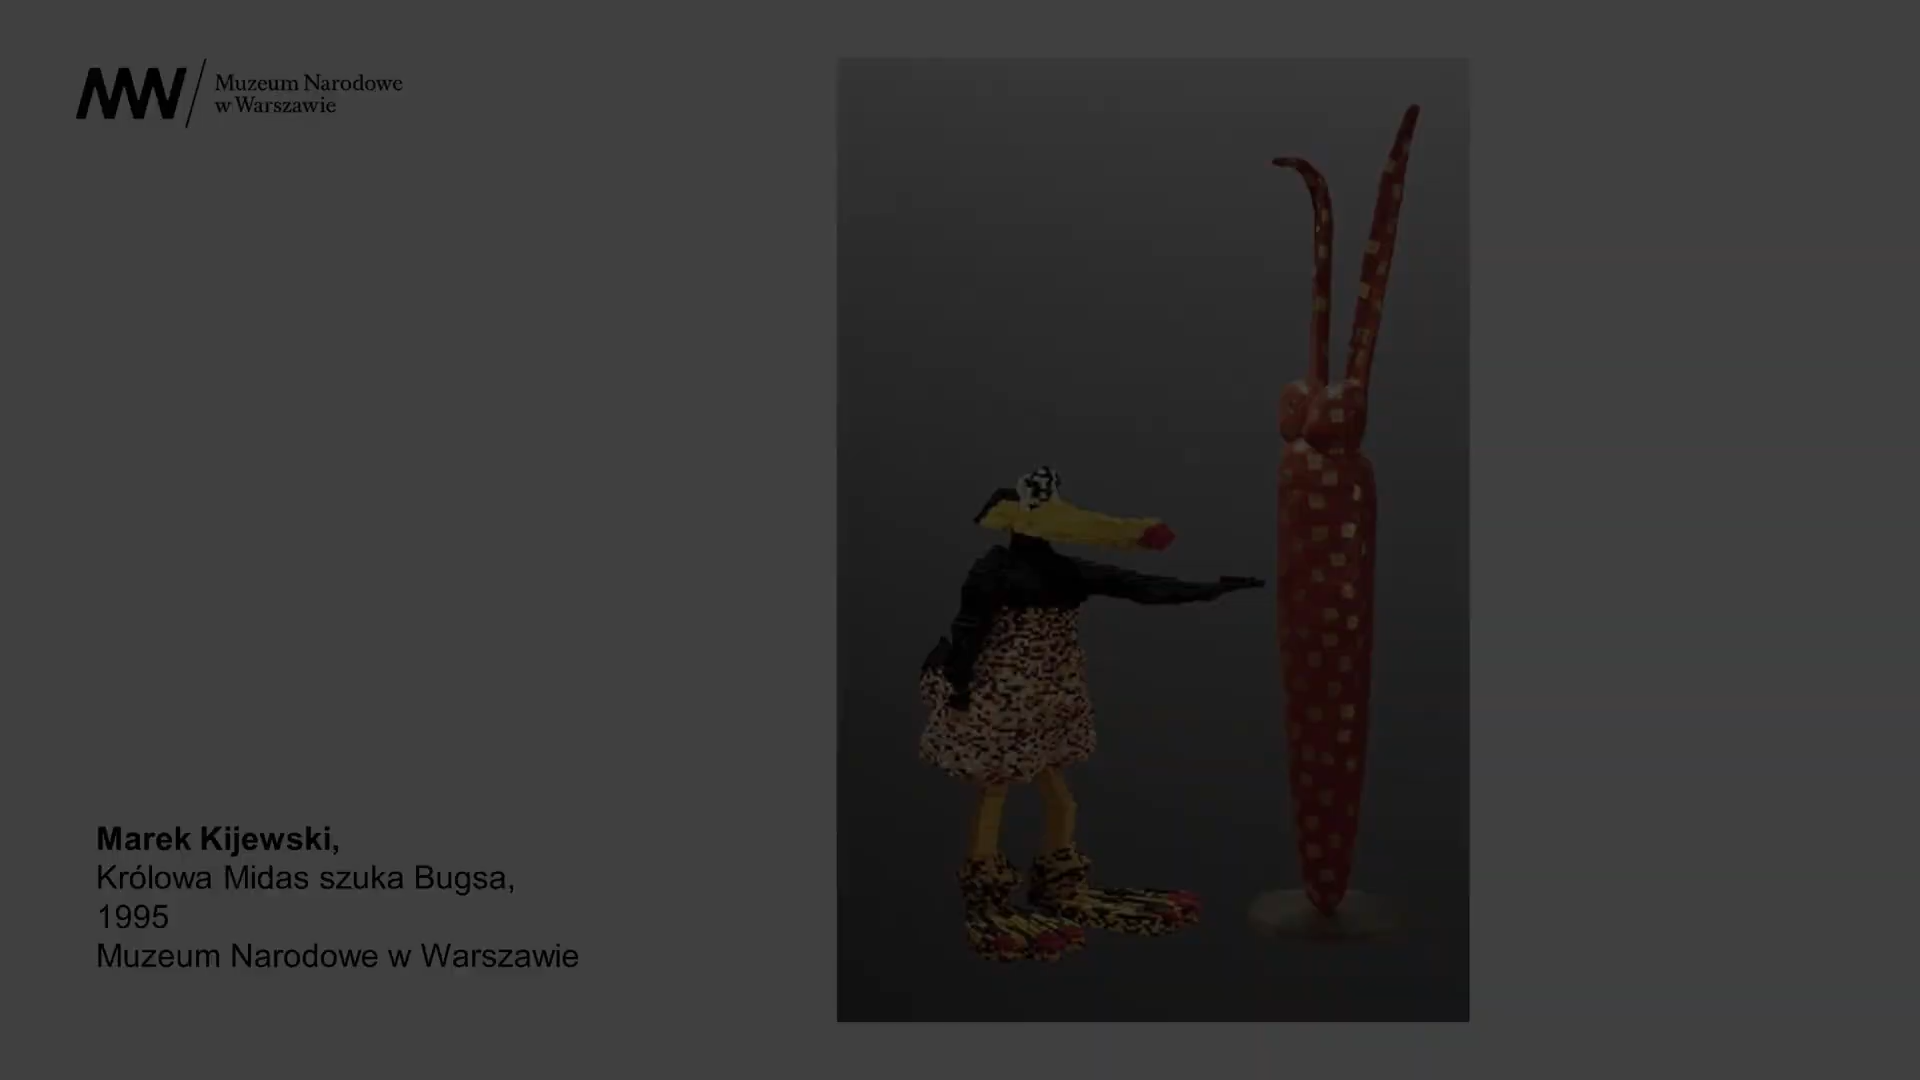 MW
Muzeum Narodowe
w Warszawie
Marek Kijewski,
Królowa Midas szuka Bugsa,
1995
Muzeum Narodowe w Warszawie